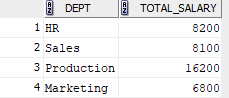 DEPT TOTAL_SALARY
1 HR 8200
2 Sales 8100
3 Production 16200
4 Marketing 6800